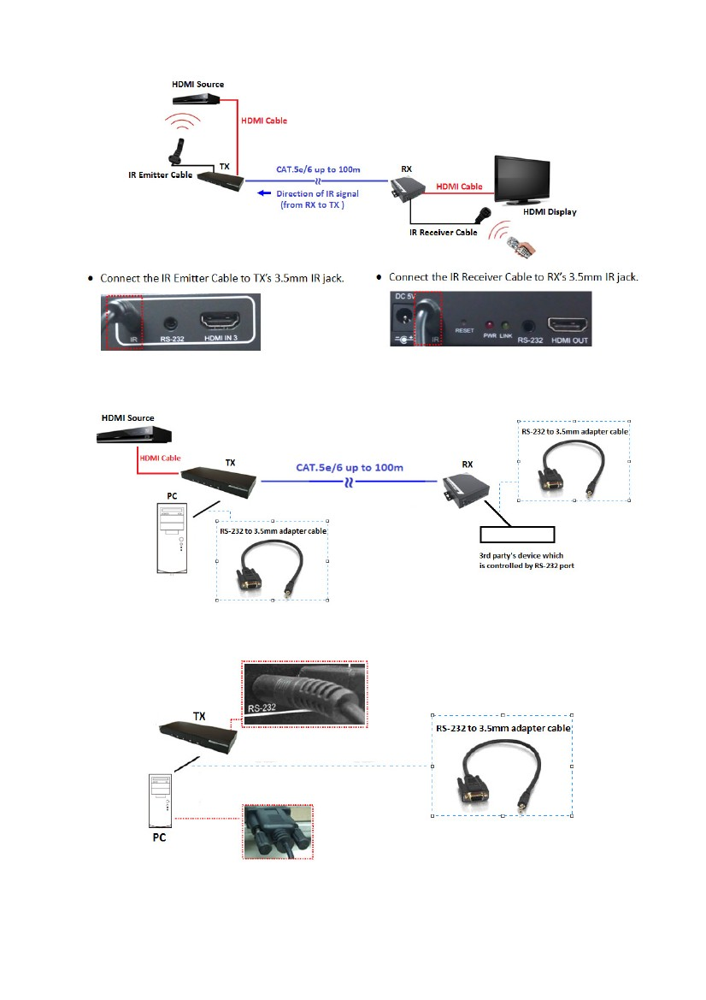 HDMI Source
HDMI Cable
IR Emitter Cable
TX
CAT.5e/6 up to 100m
RX
HDMI Cable
Direction of IR signal
(from RX to TX )
HDMI Display
IR Receiver Cable
• Connect the IR Emitter Cable to TX's 3.5mm IR jack.
• Connect the IR Receiver Cable to RX's 3.5mm IR jack.
IR
RS-232
HDMI IN 3
DC 5V
IR
RESET
PWR
LINK
RS-232
HDMI OUT
HDMI Source
HDMI Cable
TX
CAT.5e/6 up to 100m
RX
RS-232 to 3.5mm adapter cable
PC
RS-232 to 3.5mm adapter cable
3rd party's device which
is controlled by RS-232 port
RS-232
TX
RS-232 to 3.5mm adapter cable
PC